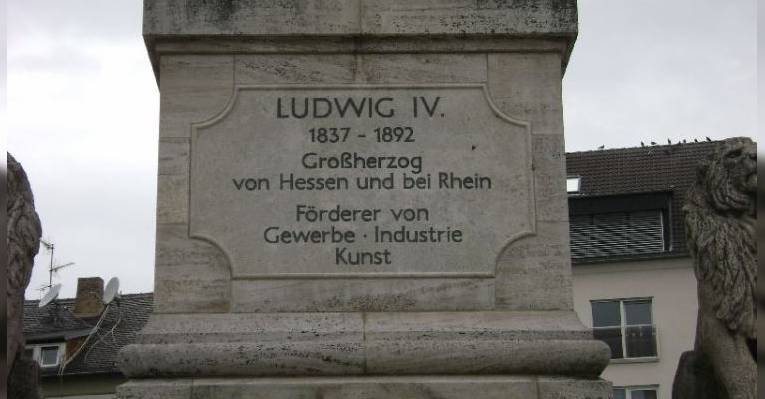 LUDWIG IV.
1837 - 1892
Großherzog
von Hessen und bei Rhein
Förderer von
Gewerbe · Industrie
Kunst